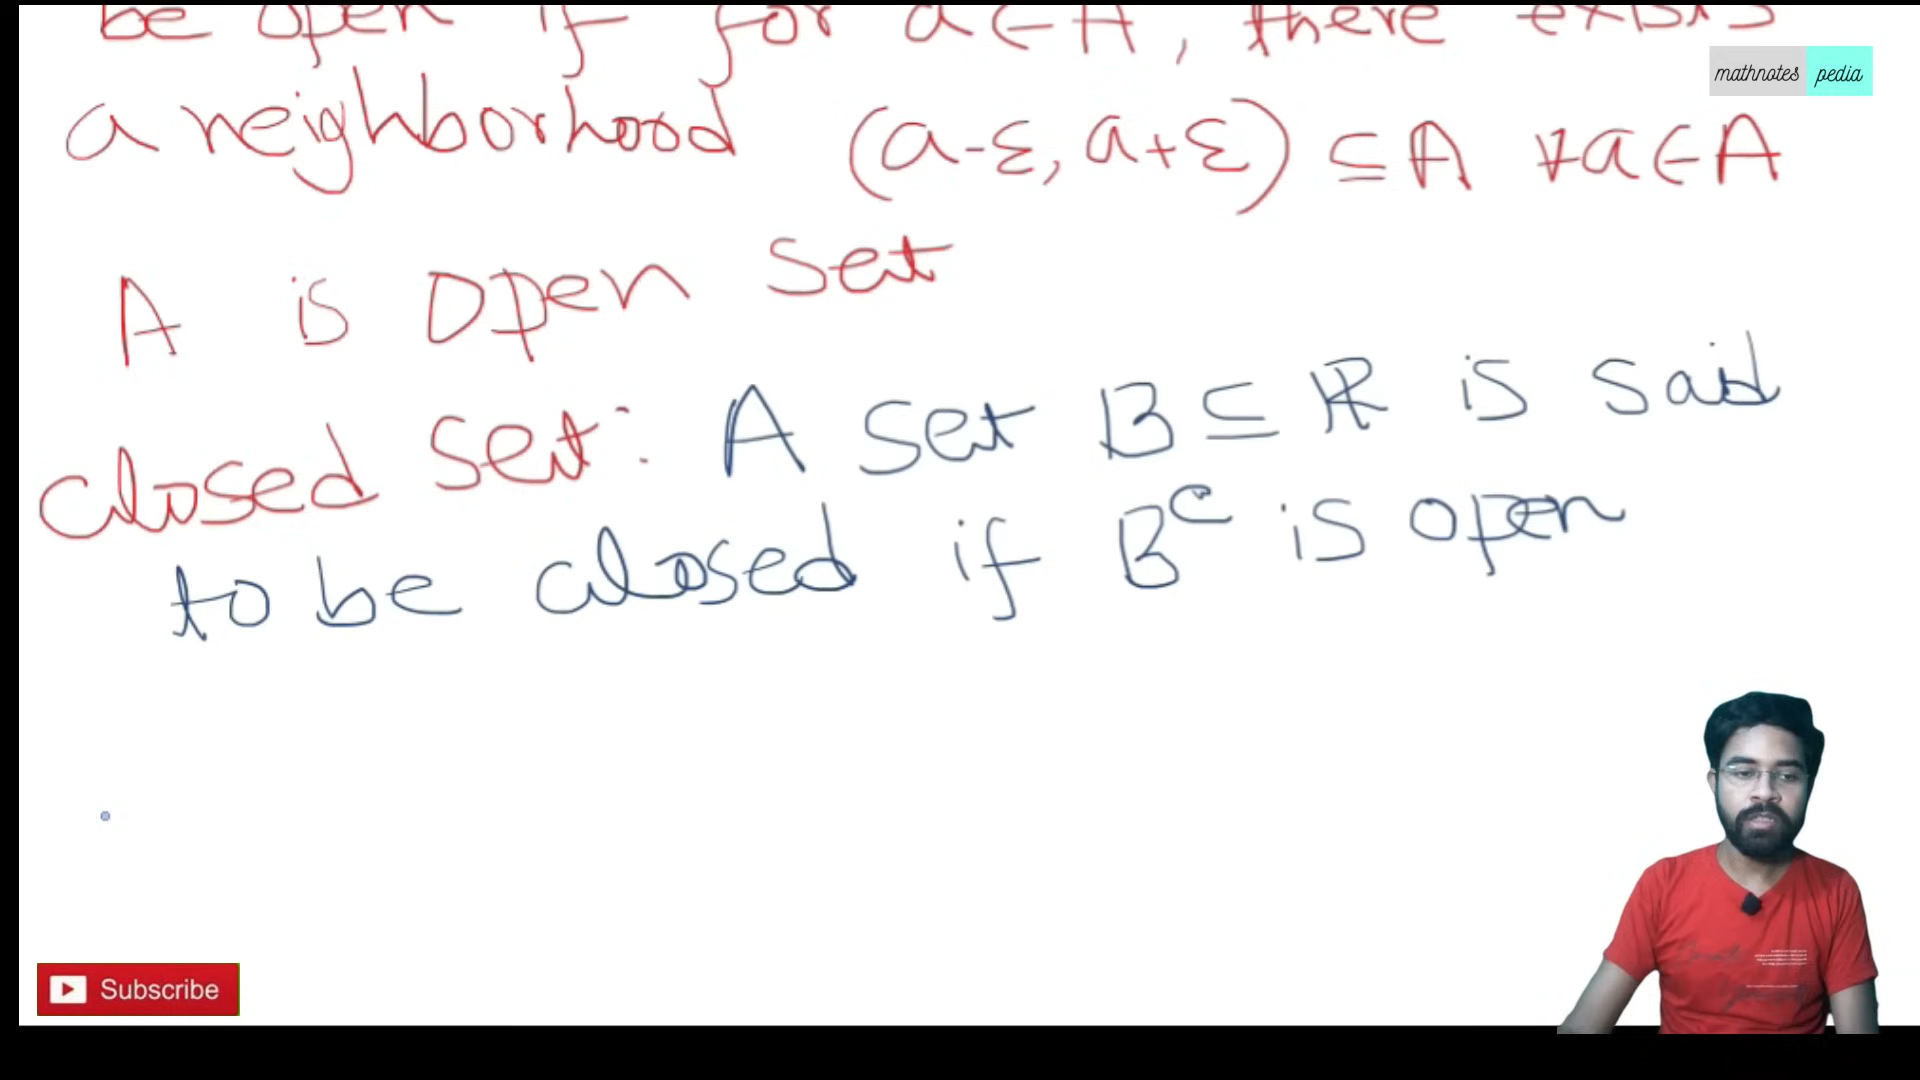 be open if for a ∈ A, there exists
mathnotes pedia
a neighborhood (a-ε, a+ε) ⊆ A ∀ a ∈ A
A is open set
closed set: A set B ⊆ ℝ is said
to be closed if Bᶜ is open
Subscribe